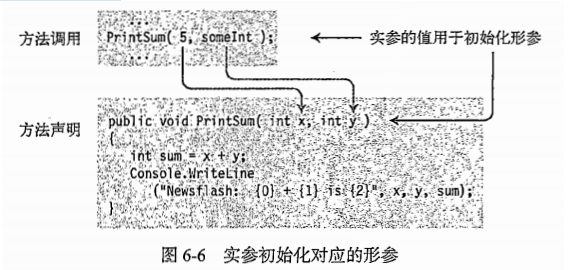 ...
方法调用 PrintSum( 5, someInt ); 实参的值用于初始化形参
...
方法声明
public void PrintSum( int x, int y )
{
int sum = x + y;
Console.WriteLine
("Newsflash: {0} + {1} is {2}", x, y, sum);
}
图 6-6 实参初始化对应的形参